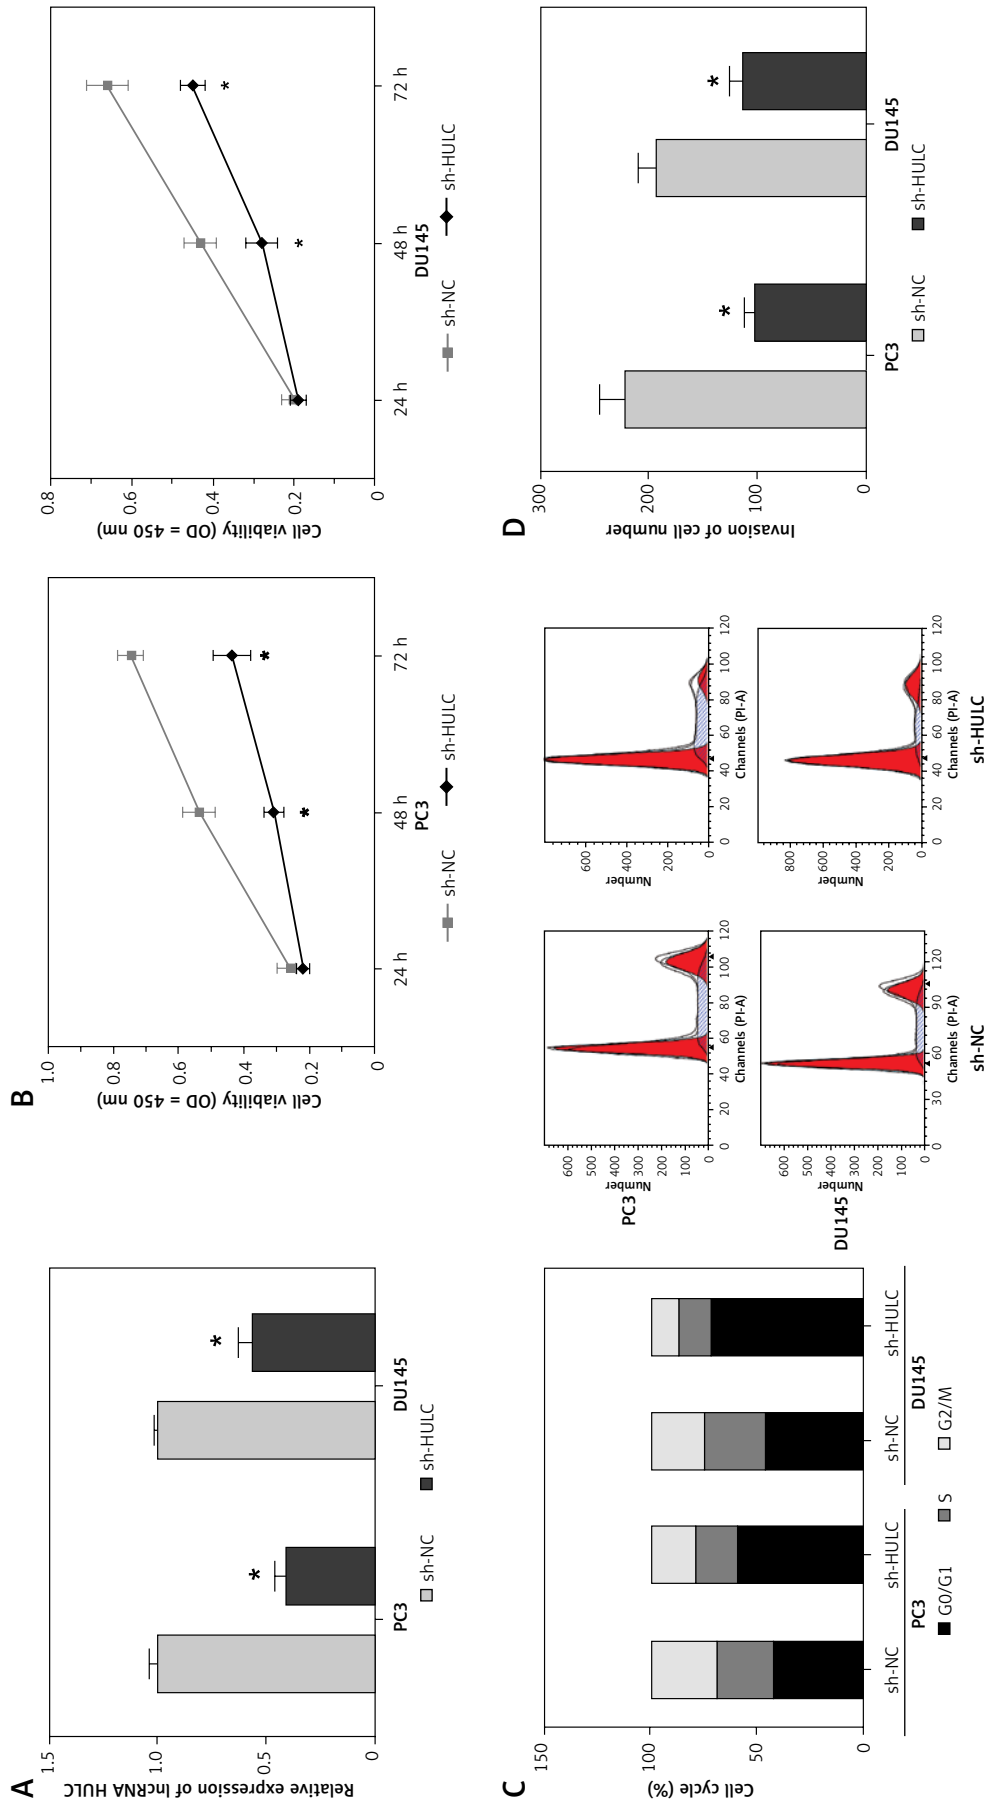 A
Relative expression of lncRNA HULC
1.5
1.0
0.5
0
*
*
PC3 DU145
sh-NC sh-HULC
B
Cell viability (OD = 450 nm)
1.0
0.8
0.6
0.4
0.2
0
*
*
24 h 48 h 72 h
PC3
sh-NC sh-HULC
Cell viability (OD = 450 nm)
0.8
0.6
0.4
0.2
0
*
*
24 h 48 h 72 h
DU145
sh-NC sh-HULC
C
Cell cycle (%)
150
100
50
0
sh-NC sh-HULC sh-NC sh-HULC
PC3 DU145
G0/G1 S G2/M
PC3
Number
600
500
400
300
200
100
0
0 20 40 60 80 100 120
Channels (PI-A)
Number
600
400
200
0
0 20 40 60 80 100 120
Channels (PI-A)
DU145
Number
600
500
400
300
200
100
0
0 30 60 90 120
Channels (PI-A)
Number
800
600
400
200
0
0 20 40 60 80 100 120
Channels (PI-A)
sh-NC sh-HULC
D
Invasion of cell number
300
200
100
0
*
*
PC3 DU145
sh-NC sh-HULC